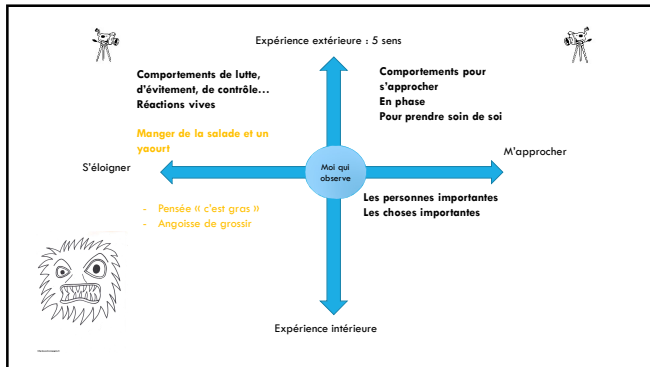 Expérience extérieure : 5 sens
Comportements de lutte,
d'évitement, de contrôle...
Réactions vives
Manger de la salade et un
yaourt
Comportements pour
s'approcher
En phase
Pour prendre soin de soi
S'éloigner
Moi qui
observe
M'approcher
- Pensée « c'est gras »
- Angoisse de grossir
Les personnes importantes
Les choses importantes
Expérience intérieure